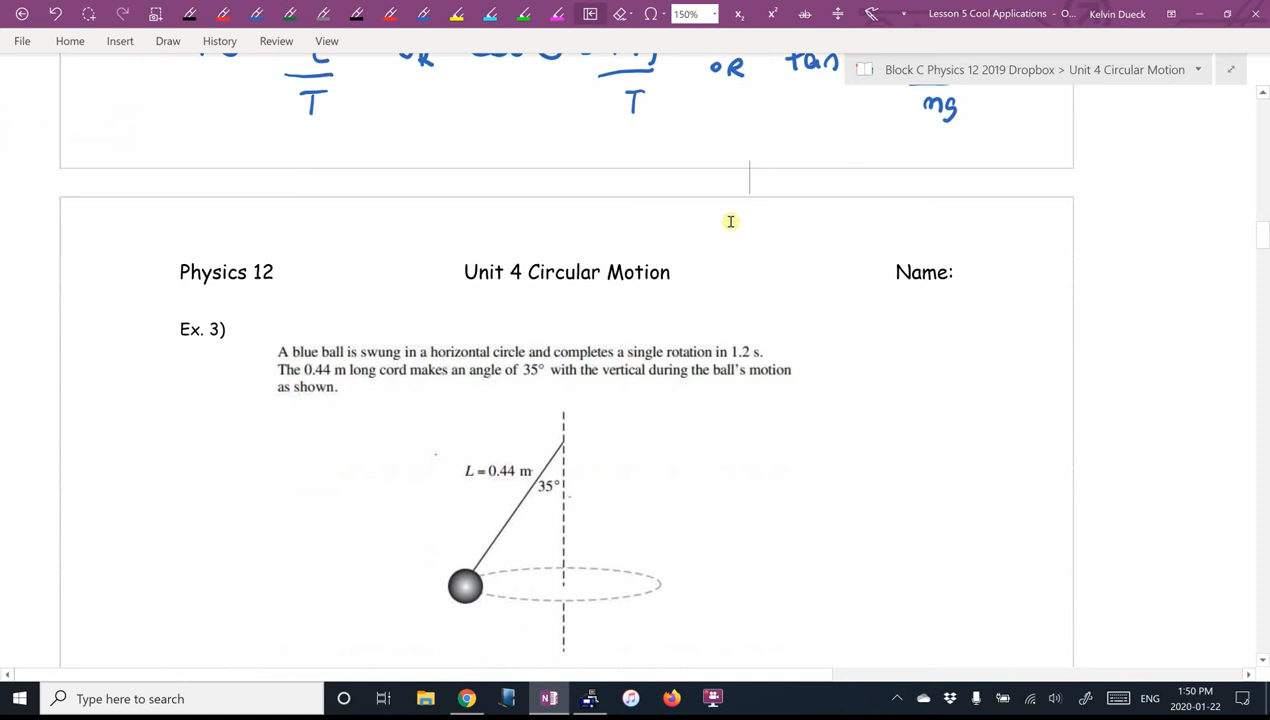 150%
Lesson 5 Cool Applications - O...
Kelvin Dueck
File Home Insert Draw History Review View
Block C Physics 12 2019 Dropbox > Unit 4 Circular Motion
T
OR
T
OR
tan
mg
Physics 12 Unit 4 Circular Motion Name:
Ex. 3)
A blue ball is swung in a horizontal circle and completes a single rotation in 1.2 s.
The 0.44 m long cord makes an angle of 35° with the vertical during the ball's motion
as shown.
L = 0.44 m
35°
Type here to search
ENG
1:50 PM
2020-01-22